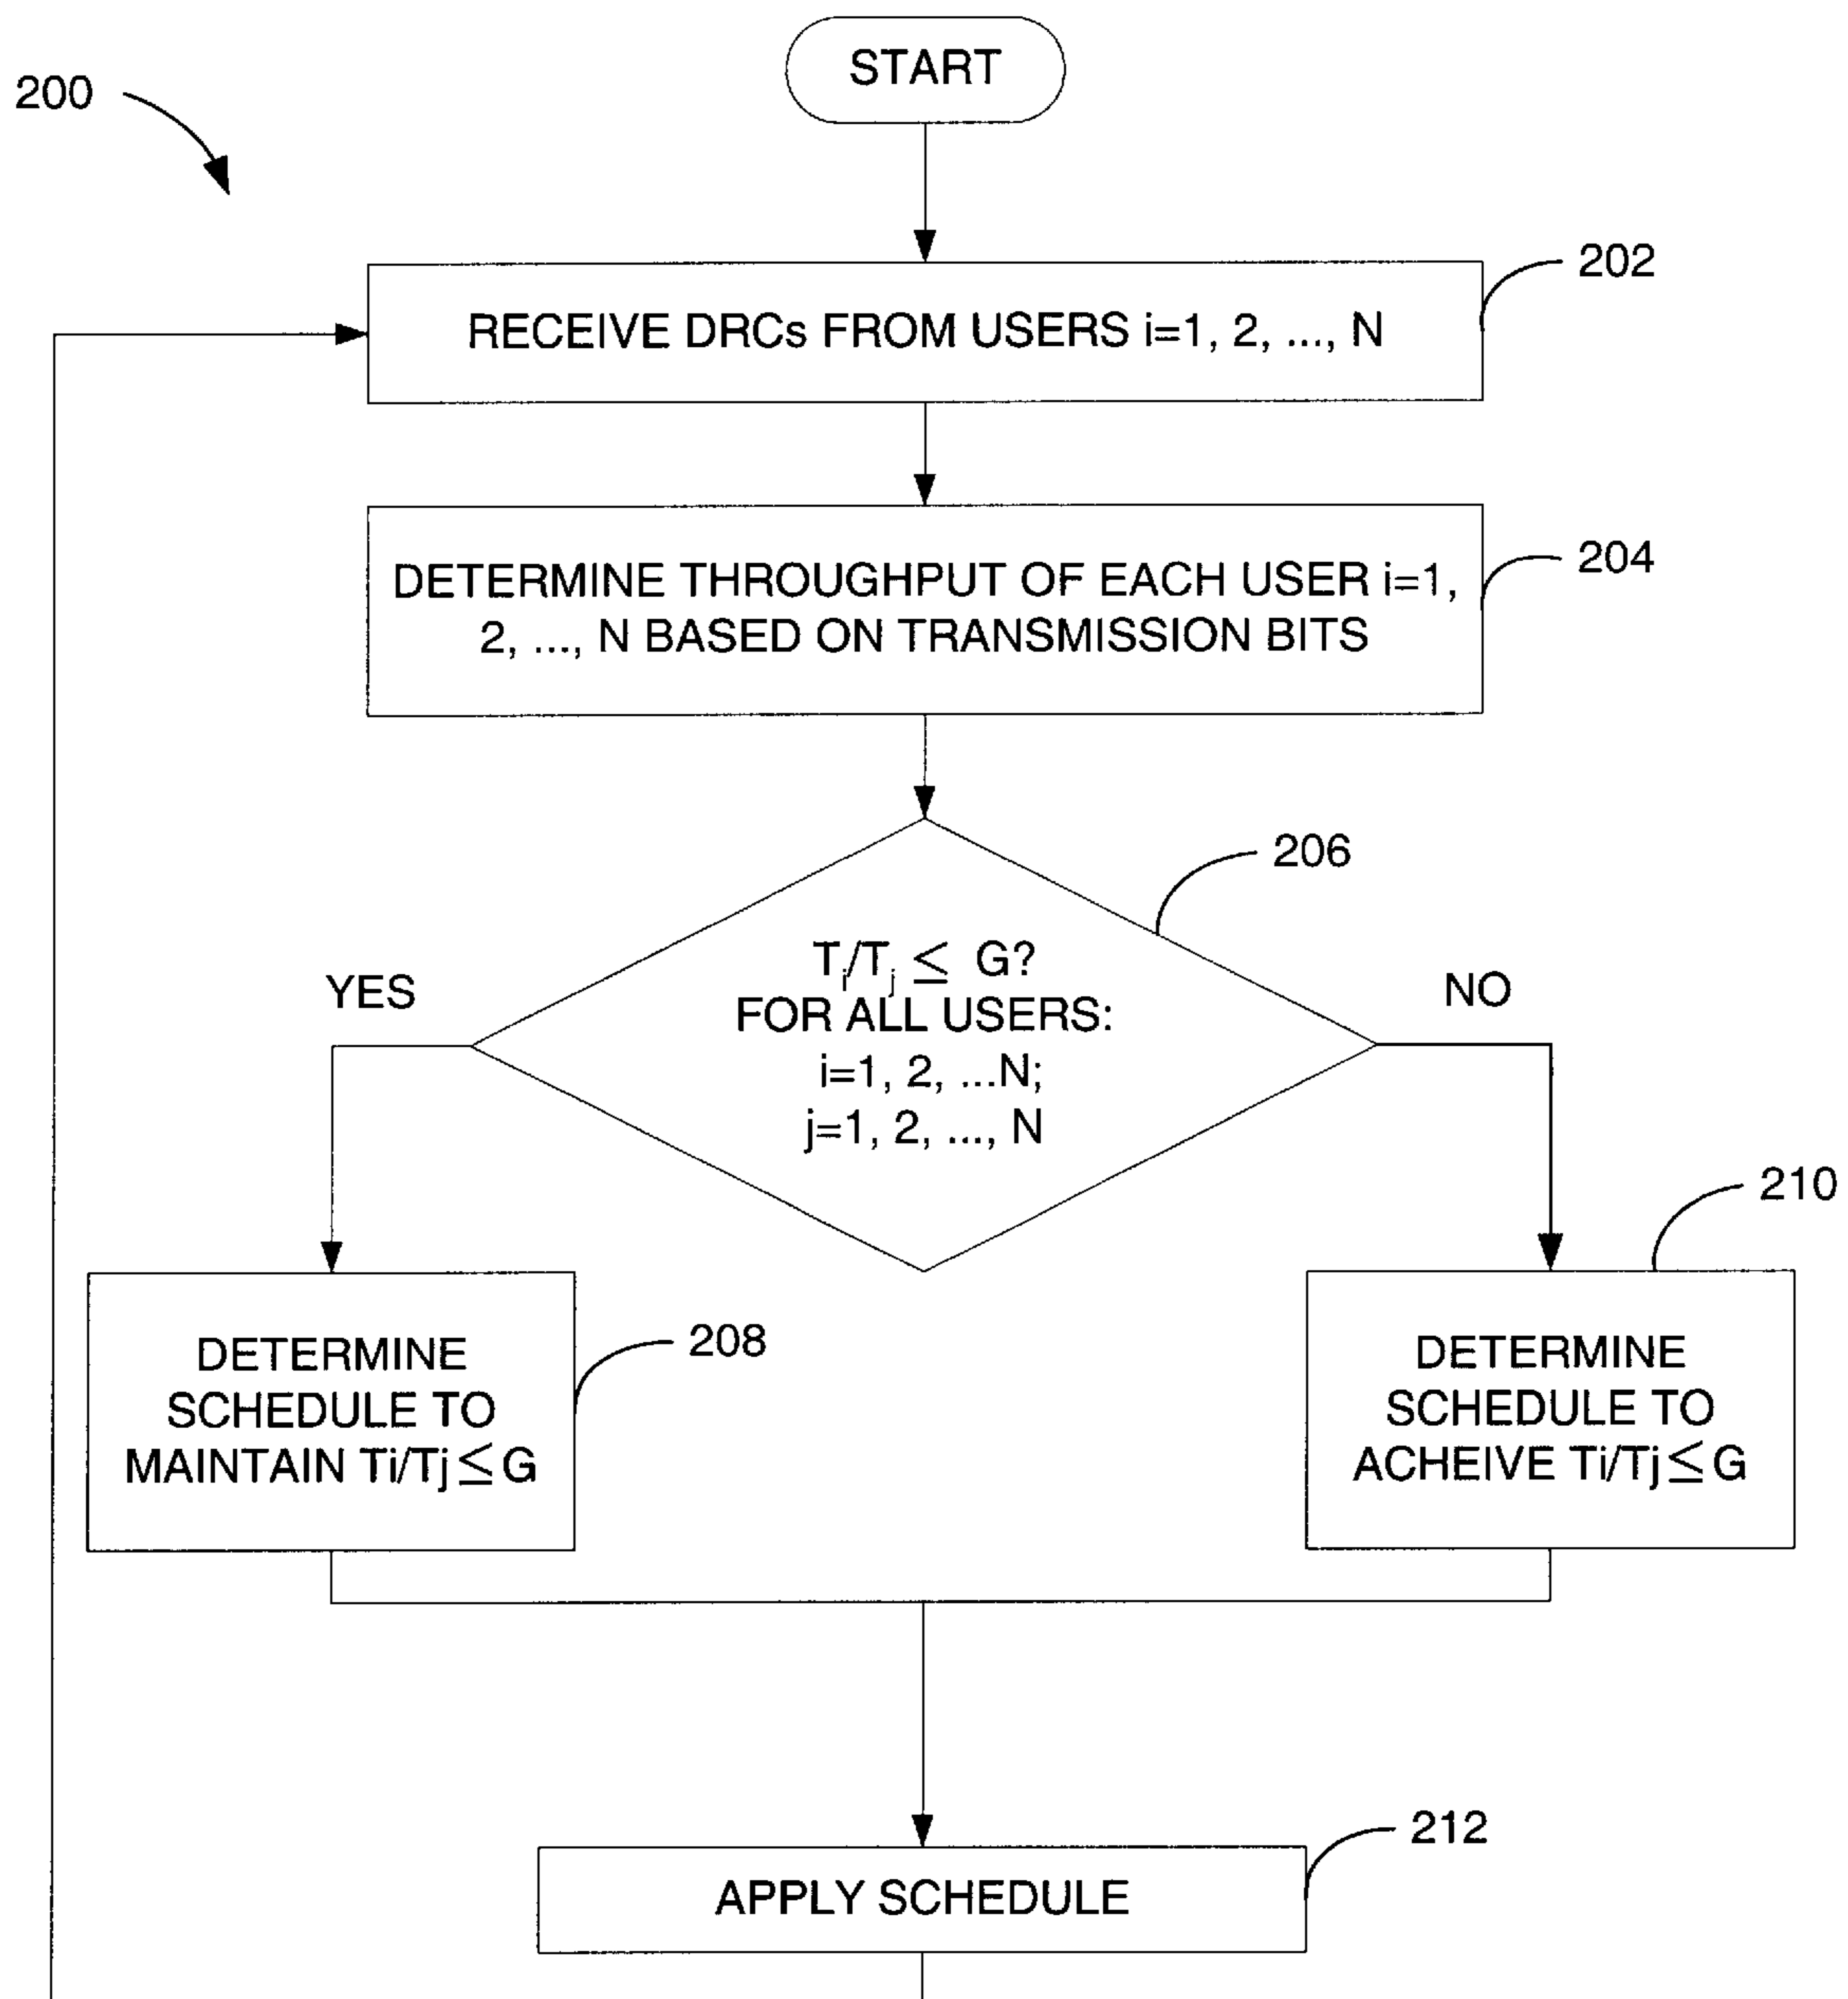 START
200
202
RECEIVE DRCs FROM USERS i=1, 2, ..., N
204
DETERMINE THROUGHPUT OF EACH USER i=1,
2, ..., N BASED ON TRANSMISSION BITS
206
Ti/Tj ≤ G?
FOR ALL USERS:
i=1, 2, ...N;
j=1, 2, ..., N
YES
NO
208
DETERMINE
SCHEDULE TO
MAINTAIN Ti/Tj≤G
210
DETERMINE
SCHEDULE TO
ACHEIVE Ti/Tj≤G
212
APPLY SCHEDULE